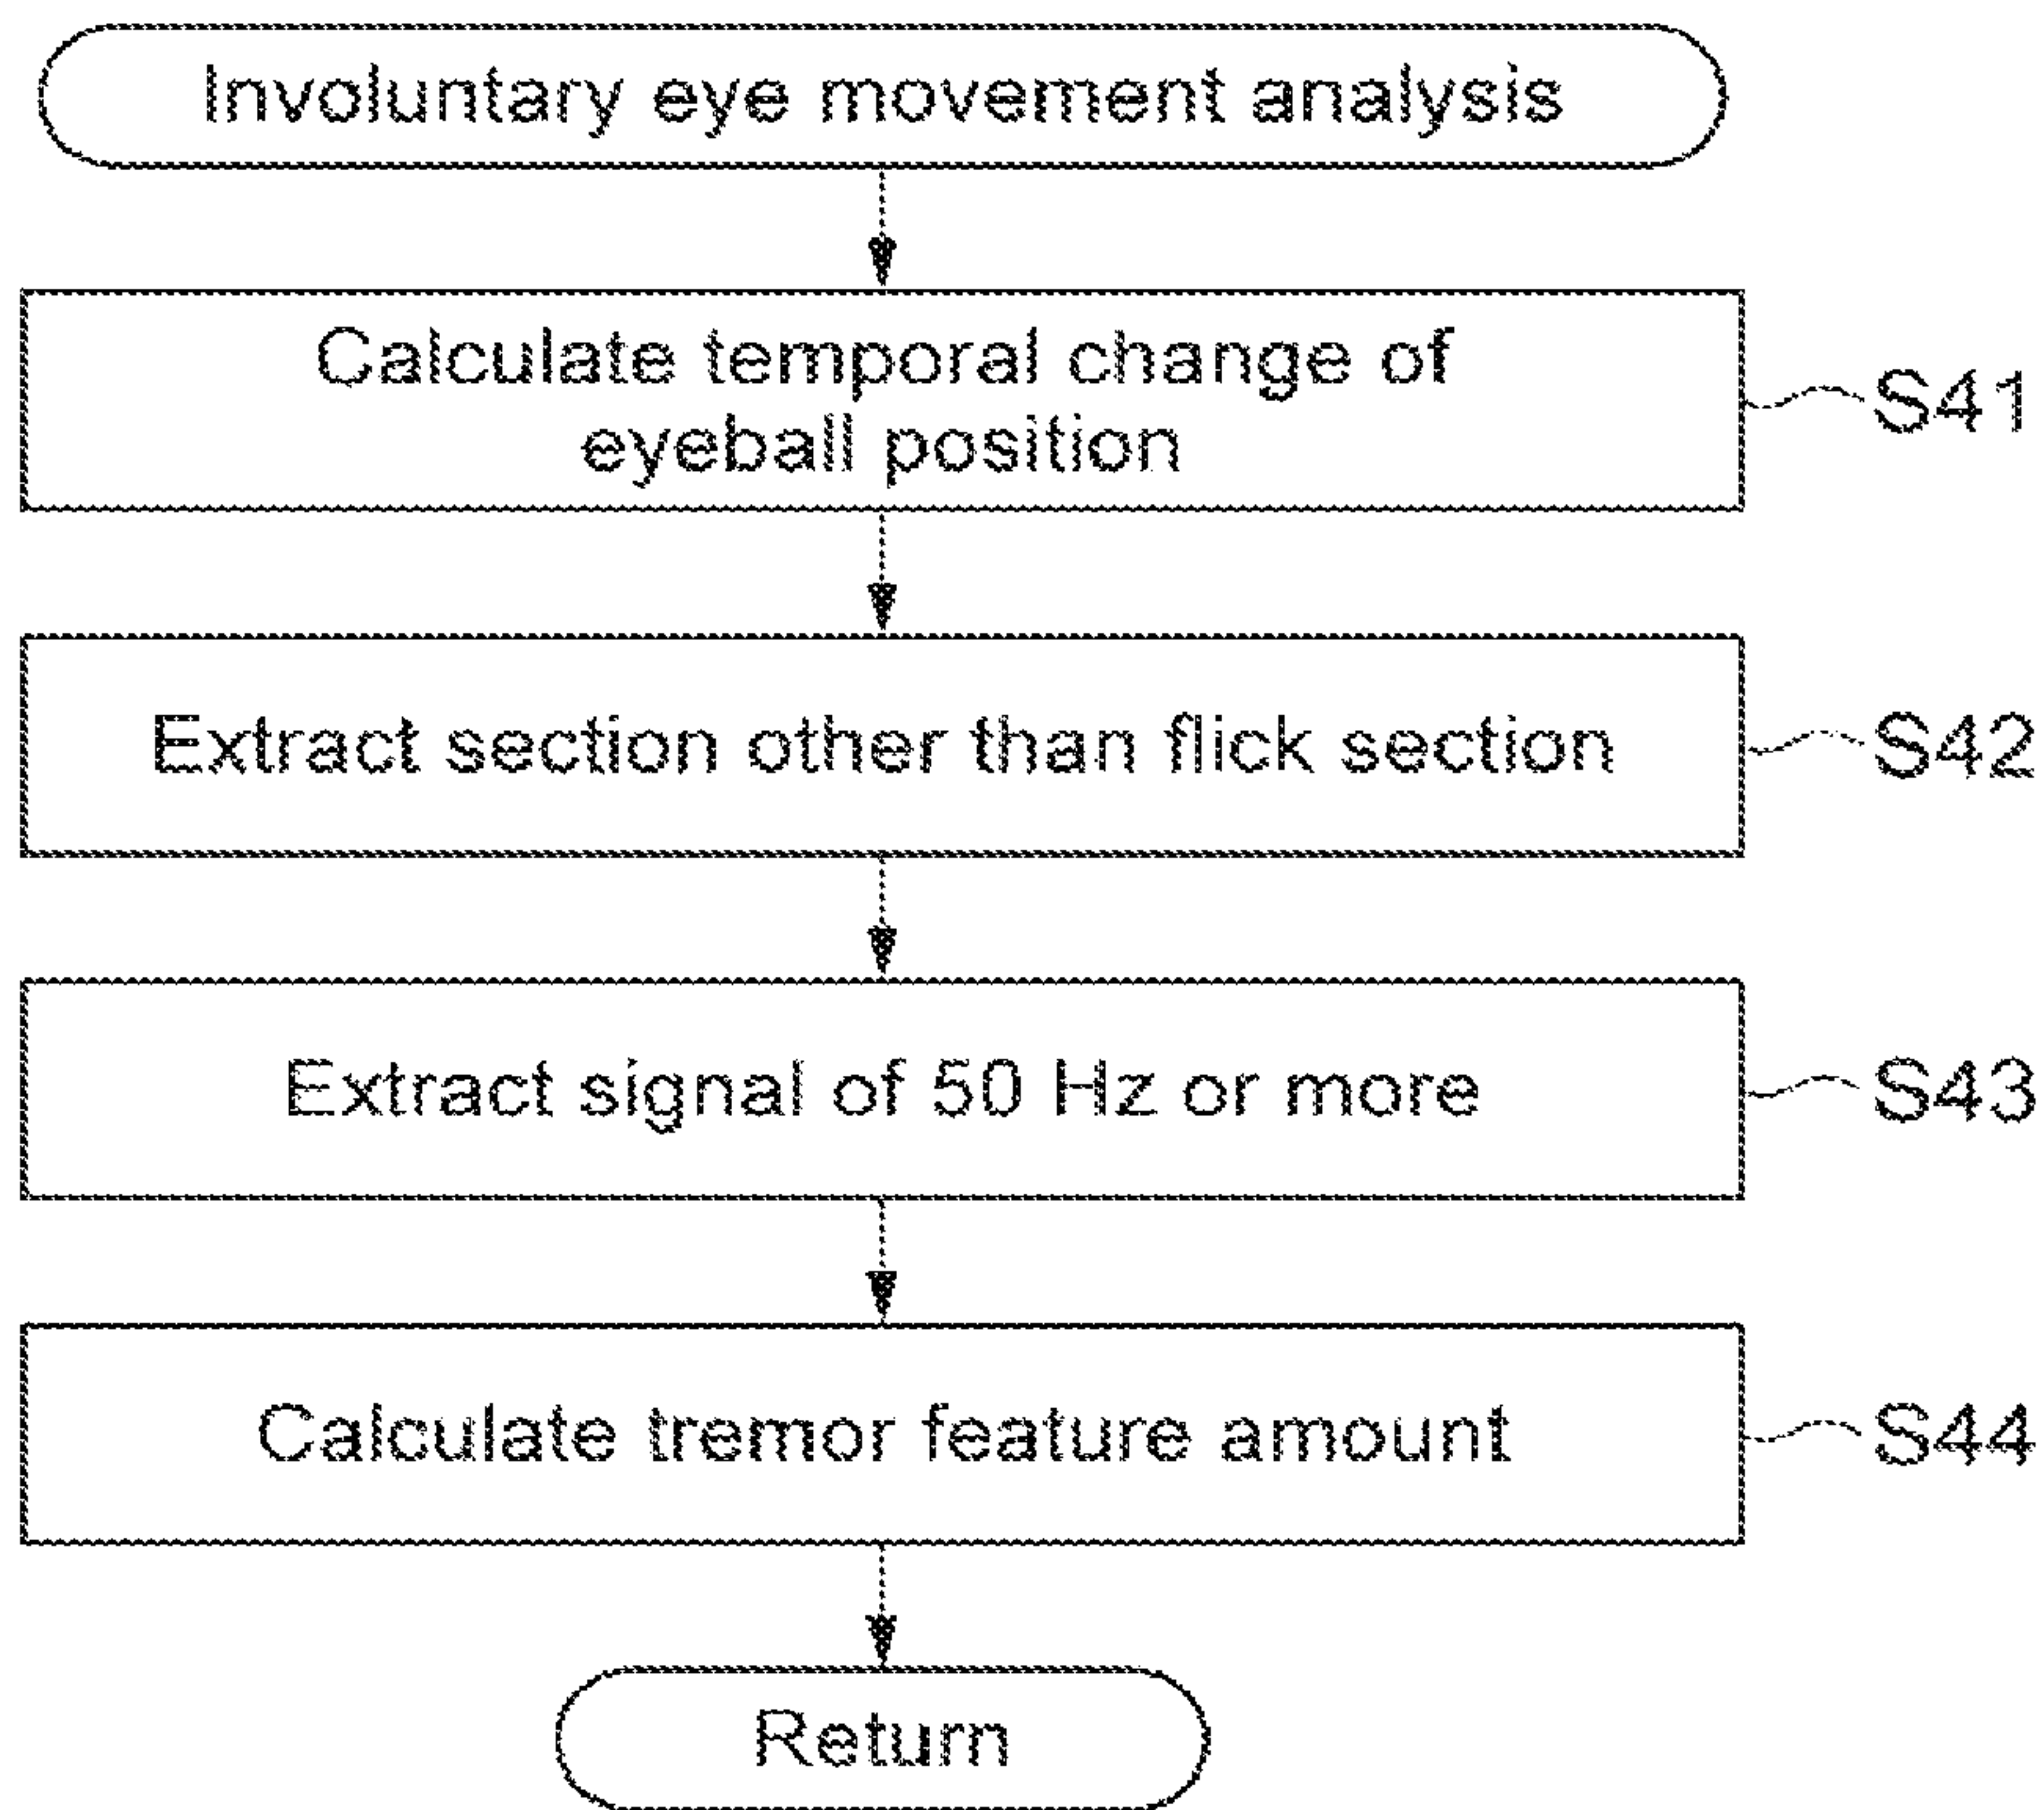 Involuntary eye movement analysis
Calculate temporal change of
eyeball position
S41
Extract section other than flick section
S42
Extract signal of 50 Hz or more
S43
Calculate tremor feature amount
S44
Return